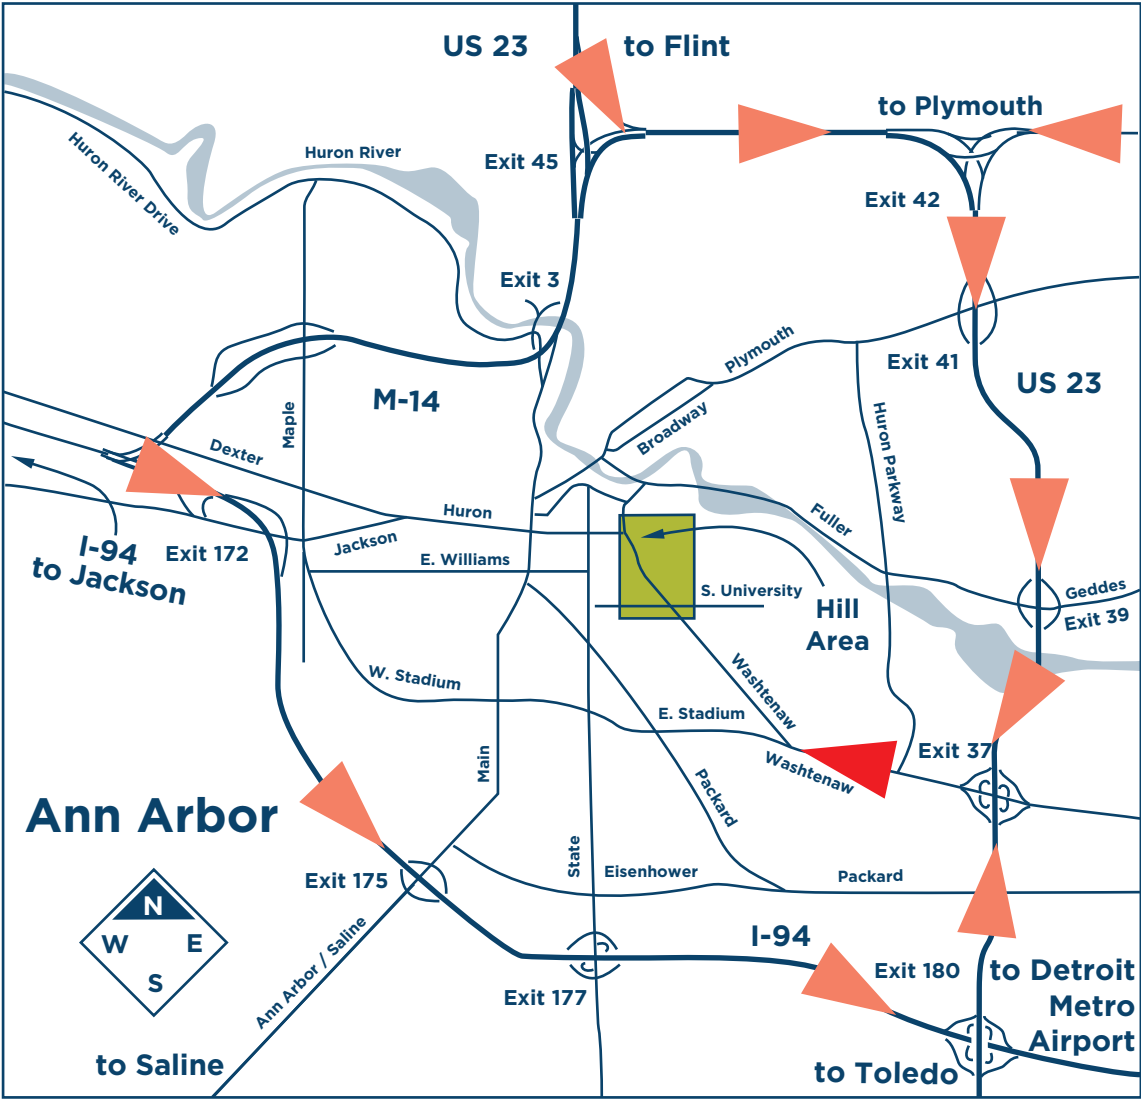 US 23
to Flint
to Plymouth
Huron River
Huron River Drive
Exit 45
Exit 42
Exit 3
Plymouth
Exit 41
US 23
M-14
Maple
Broadway
Huron Parkway
Dexter
Huron
Fuller
Jackson
I-94
to Jackson
Exit 172
E. Williams
S. University
Hill
Area
Geddes
Exit 39
W. Stadium
Washtenaw
E. Stadium
Exit 37
Washtenaw
Main
Packard
Ann Arbor
State
Eisenhower
Packard
Exit 175
N
W E
S
Ann Arbor / Saline
I-94
Exit 177
Exit 180
to Detroit
Metro
Airport
to Saline
to Toledo